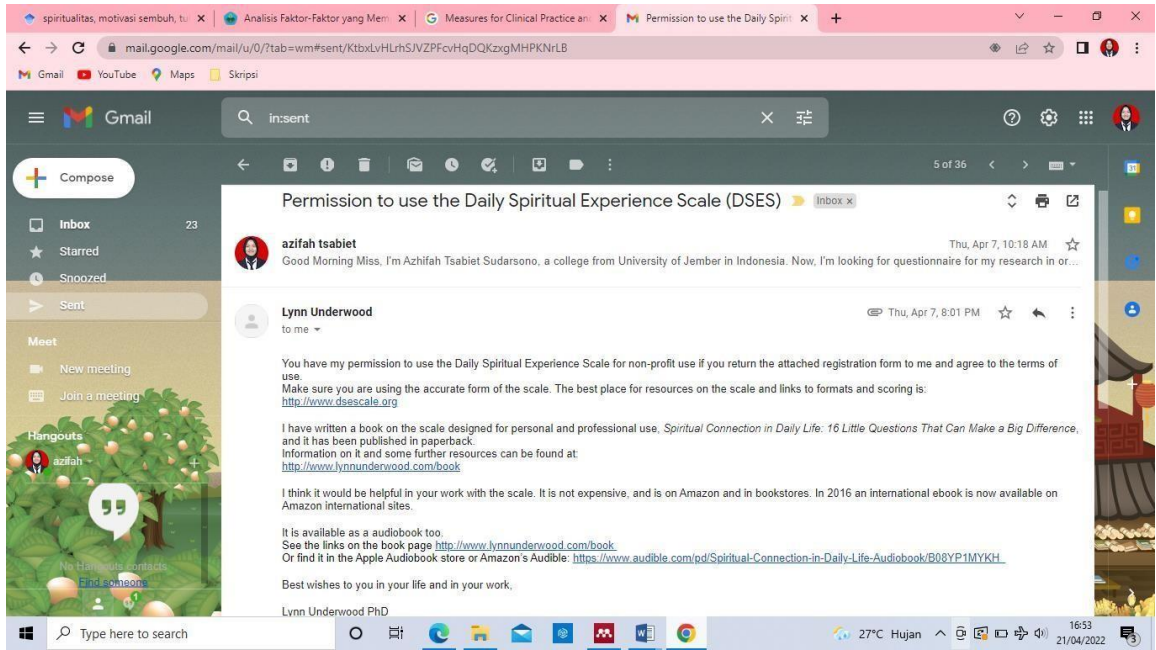 spiritualitas, motivasi sembuh, tu
Analisis Faktor-Faktor yang Mem
Measures for Clinical Practice an
Permission to use the Daily Spirit
mail.google.com/mail/u/0/?tab=wm#sent/KtbxLvHLrhSJVZPFcvHqDQKzxgMHPKNrLB
Gmail
YouTube
Maps
Skripsi
Gmail
in:sent
Compose
5 of 36
31
Inbox 23
Starred
Snoozed
Sent
Meet
New meeting
Join a meeting
Hangouts
azifah
No Hangouts contacts
Find someone
1
Permission to use the Daily Spiritual Experience Scale (DSES)
Inbox x
azifah tsabiet
Thu, Apr 7, 10:18 AM
Good Morning Miss, I'm Azhifah Tsabiet Sudarsono, a college from University of Jember in Indonesia. Now, I'm looking for questionnaire for my research in or...
Lynn Underwood
Thu, Apr 7, 8:01 PM
to me
You have my permission to use the Daily Spiritual Experience Scale for non-profit use if you return the attached registration form to me and agree to the terms of
use.
Make sure you are using the accurate form of the scale. The best place for resources on the scale and links to formats and scoring is:
http://www.dsescale.org
I have written a book on the scale designed for personal and professional use, Spiritual Connection in Daily Life: 16 Little Questions That Can Make a Big Difference,
and it has been published in paperback.
Information on it and some further resources can be found at:
http://www.lynnunderwood.com/book
I think it would be helpful in your work with the scale. It is not expensive, and is on Amazon and in bookstores. In 2016 an international ebook is now available on
Amazon international sites.
It is available as a audiobook too.
See the links on the book page http://www.lynnunderwood.com/book
Or find it in the Apple Audiobook store or Amazon's Audible: https://www.audible.com/pd/Spiritual-Connection-in-Daily-Life-Audiobook/B08YP1MYKH
Best wishes to you in your life and in your work,
Lynn Underwood PhD
Type here to search
27°C Hujan
16:53
21/04/2022
3